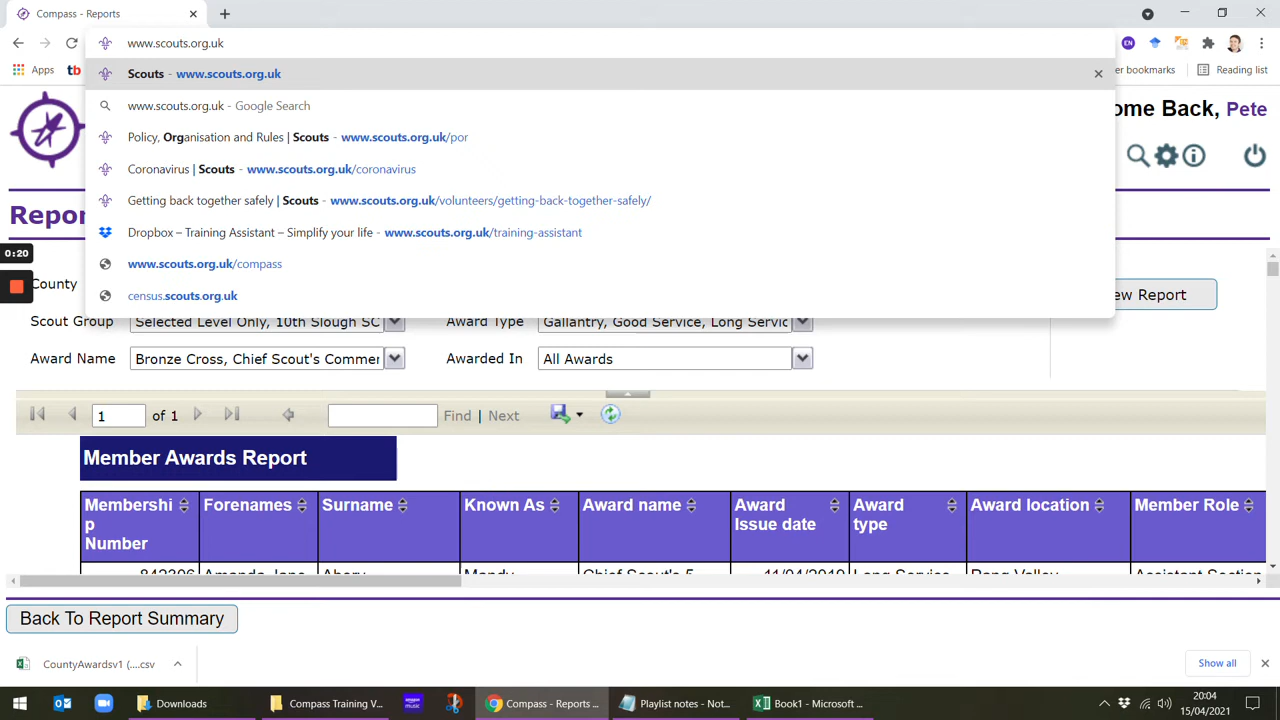 Compass - Reports
www.scouts.org.uk
EN
Scouts - www.scouts.org.uk
Apps
tb
er bookmarks
Reading list
www.scouts.org.uk - Google Search
ome Back, Pete
Policy, Organisation and Rules | Scouts - www.scouts.org.uk/por
Coronavirus | Scouts - www.scouts.org.uk/coronavirus
Getting back together safely | Scouts - www.scouts.org.uk/volunteers/getting-back-together-safely/
Repor
Dropbox – Training Assistant – Simplify your life - www.scouts.org.uk/training-assistant
0:20
www.scouts.org.uk/compass
County
census.scouts.org.uk
ew Report
Scout Group
Selected Level Only, 10th Slough SC
Award Type
Gallantry, Good Service, Long Servic
Award Name
Bronze Cross, Chief Scout's Commer
Awarded In
All Awards
1 of 1
Find | Next
Member Awards Report
Membershi
p
Number
Forenames
Surname
Known As
Award name
Award
Issue date
Award
type
Award location
Member Role
Back To Report Summary
CountyAwardsv1 (....csv
Show all
Downloads
Compass Training V...
amazon music
Compass - Reports ...
Playlist notes - Not...
Book1 - Microsoft ...
20:04
15/04/2021